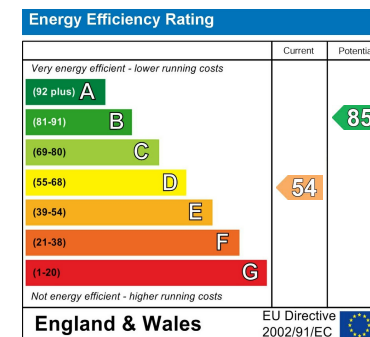 Energy Efficiency Rating
Current Potentia
Very energy efficient - lower running costs
(92 plus) A
(81-91) B
85
(69-80) C
(55-68) D
54
(39-54) E
(21-38) F
(1-20) G
Not energy efficient - higher running costs
England & Wales
EU Directive
2002/91/EC